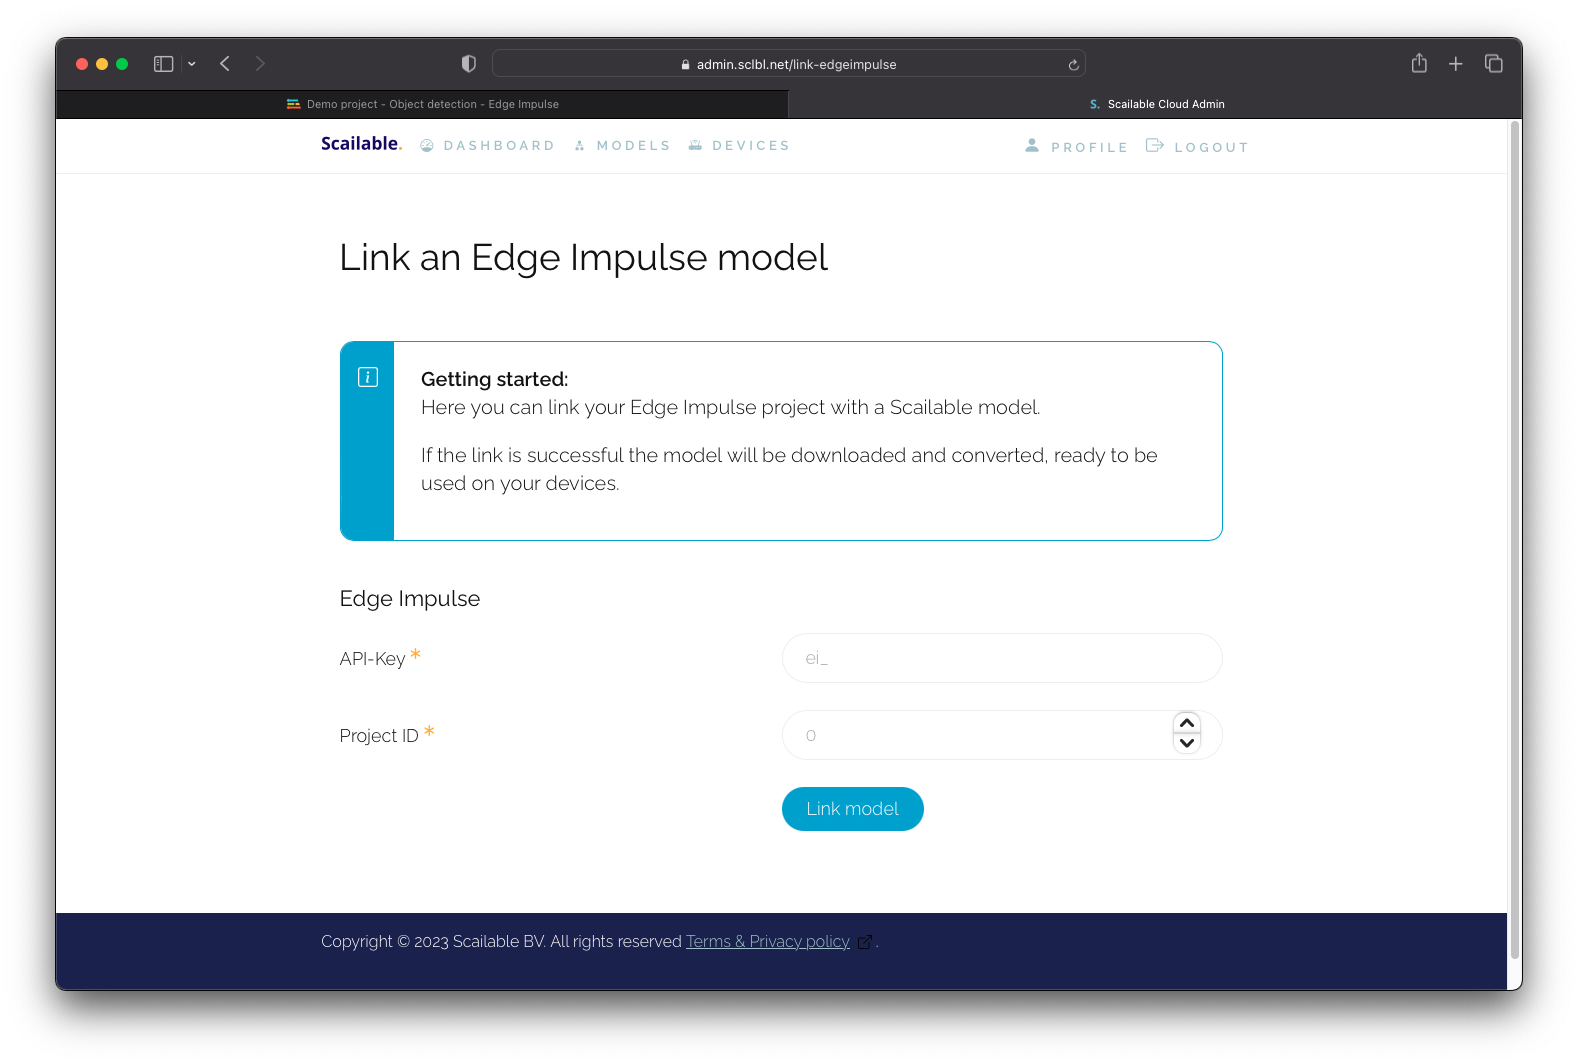 admin.sclbl.net/link-edgeimpulse
Demo project - Object detection - Edge Impulse
S. Scailable Cloud Admin
Scailable. DASHBOARD MODELS DEVICES PROFILE LOGOUT
Link an Edge Impulse model
Getting started:
Here you can link your Edge Impulse project with a Scailable model.
If the link is successful the model will be downloaded and converted, ready to be
used on your devices.
Edge Impulse
API-Key *
ei_
Project ID *
0
Link model
Copyright © 2023 Scailable BV. All rights reserved Terms & Privacy policy .